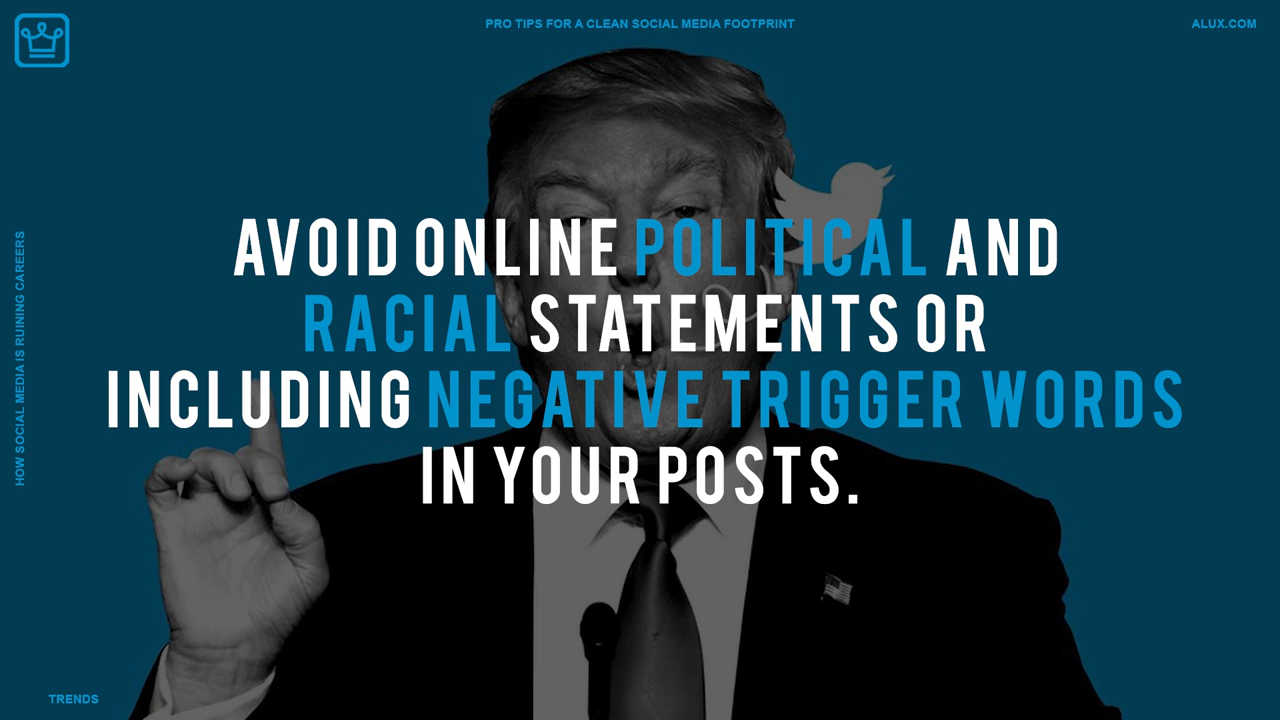 PRO TIPS FOR A CLEAN SOCIAL MEDIA FOOTPRINT
ALUX.COM
HOW SOCIAL MEDIA IS RUINING CAREERS
AVOID ONLINE POLITICAL AND
RACIAL STATEMENTS OR
INCLUDING NEGATIVE TRIGGER WORDS
IN YOUR POSTS.
TRENDS